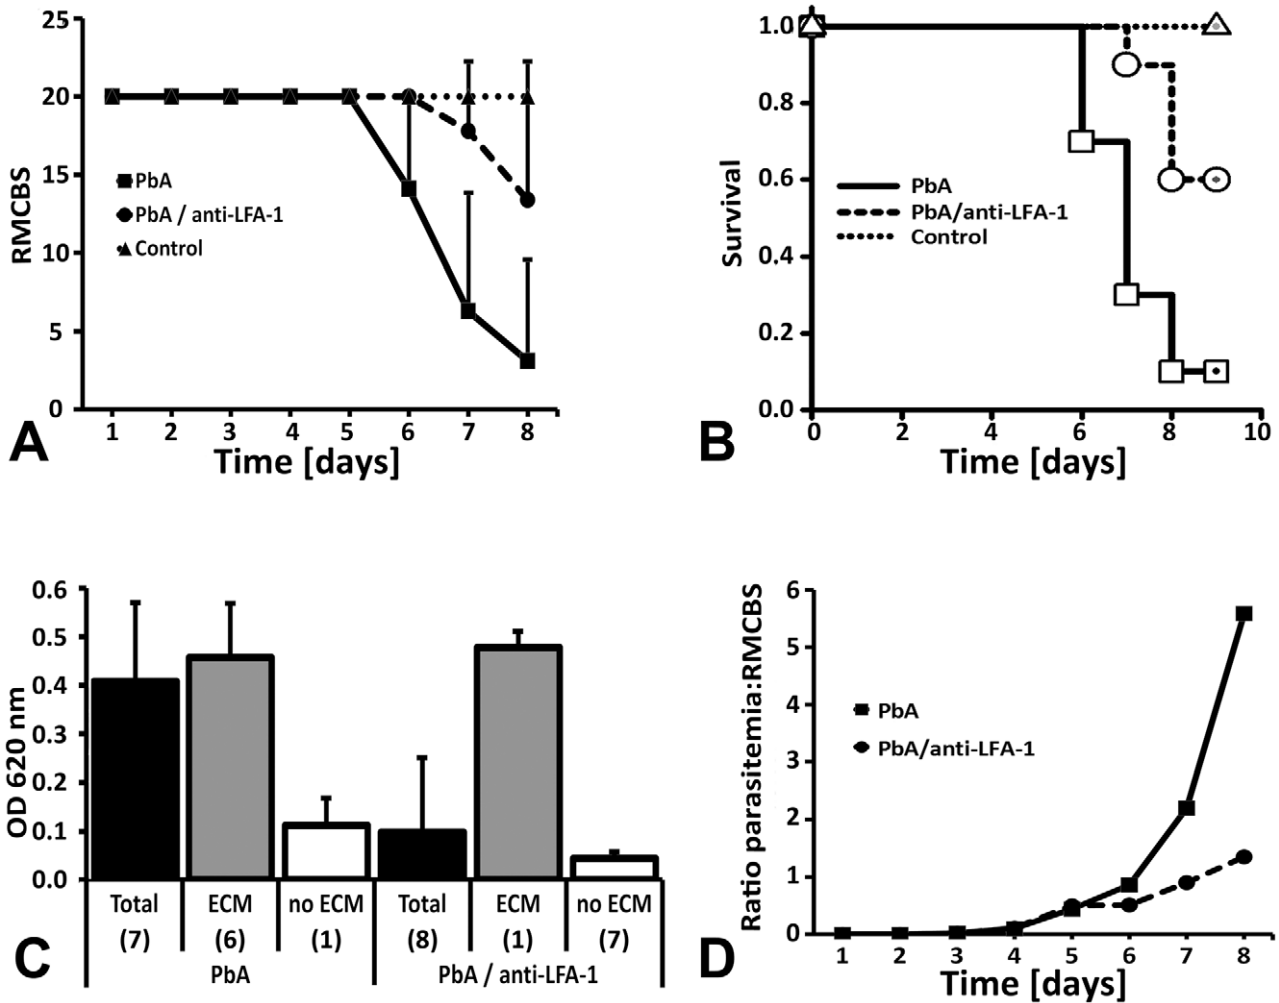 25
20
15
10
5
0
RMCBS
PbA
PbA / anti-LFA-1
Control
1 2 3 4 5 6 7 8
Time [days]
A
1.0
0.8
0.6
0.4
0.2
0.0
Survival
PbA
PbA/anti-LFA-1
Control
0 2 4 6 8 10
Time [days]
B
0.6
0.5
0.4
0.3
0.2
0.1
0.0
OD 620 nm
Total ECM no ECM Total ECM no ECM
(7) (6) (1) (8) (1) (7)
PbA PbA / anti-LFA-1
C
6
5
4
3
2
1
0
Ratio parasitemia:RMCBS
PbA
PbA/anti-LFA-1
1 2 3 4 5 6 7 8
Time [days]
D